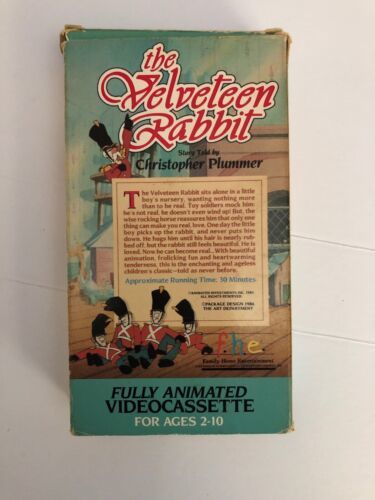 the
Velveteen
Rabbit
Story Told by
Christopher Plummer
The Velveteen Rabbit sits alone in a little
boy's nursery, wanting nothing more
than to be real. Toy soldiers mock him:
he's not real, he doesn't even wind up! But, the
wise rocking horse reassures him that only one
thing can make you real, love. One day the little
boy picks up the rabbit, and never puts him
down. He hugs him until his hair is nearly rub-
bed off; but the rabbit still feels beautiful. He is
loved. Now he can become real...With beautiful
animation, frolicking fun and heartwarming
tenderness, this is the enchanting and ageless
children's classic—told as never before.
Approximate Running Time: 30 Minutes
©ANIMATED INVESTMENTS INC. 1985
ALL RIGHTS RESERVED.
©PACKAGE DESIGN 1986
THE ART DEPARTMENT
f.h.e.
Family Home Entertainment
FULLY ANIMATED
VIDEOCASSETTE
FOR AGES 2-10